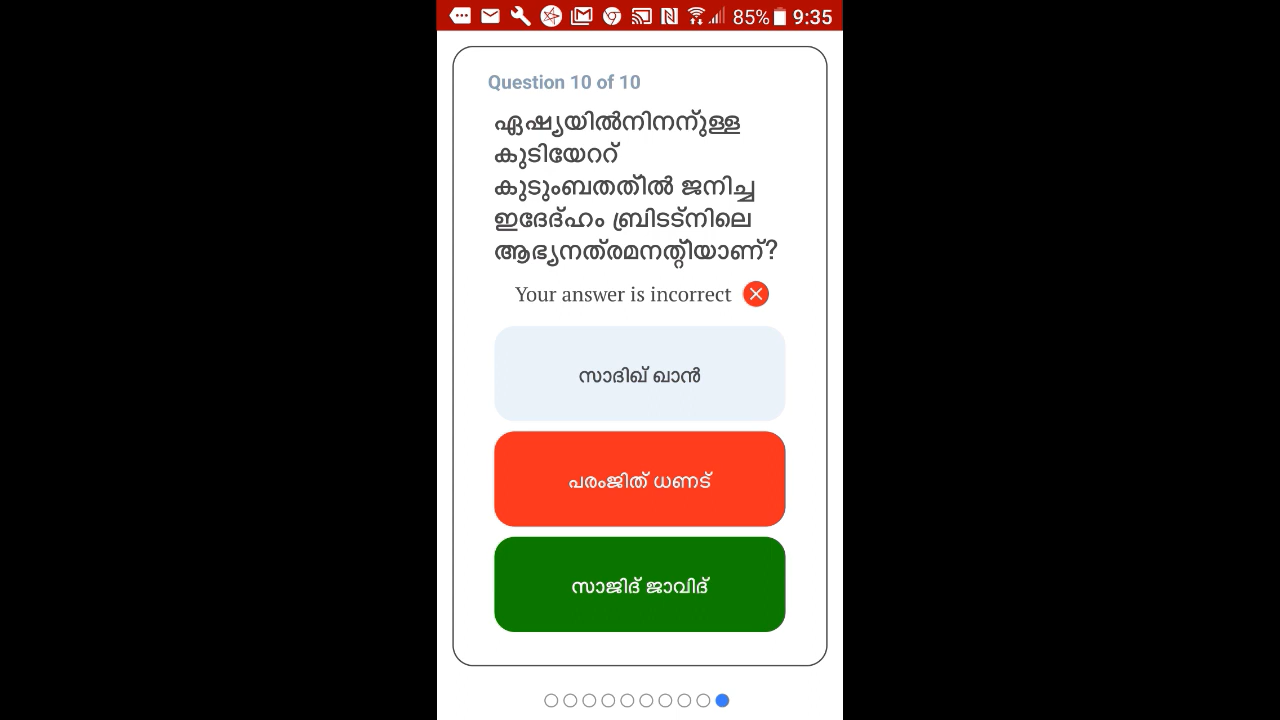 85% 9:35
Question 10 of 10
ഏഷ്യയിൽനിനന്നുള്ള
കുടിയേററ്
കുടുംബതതിൽ ജനിച്ച
ഇദേദ്ഹം ബ്രിടട്നിലെ
ആഭ്യനത്രമനത്റിയാണ്?
Your answer is incorrect
സാദിഖ് ഖാൻ
പരംജിത് ധണട്
സാജിദ് ജാവിദ്